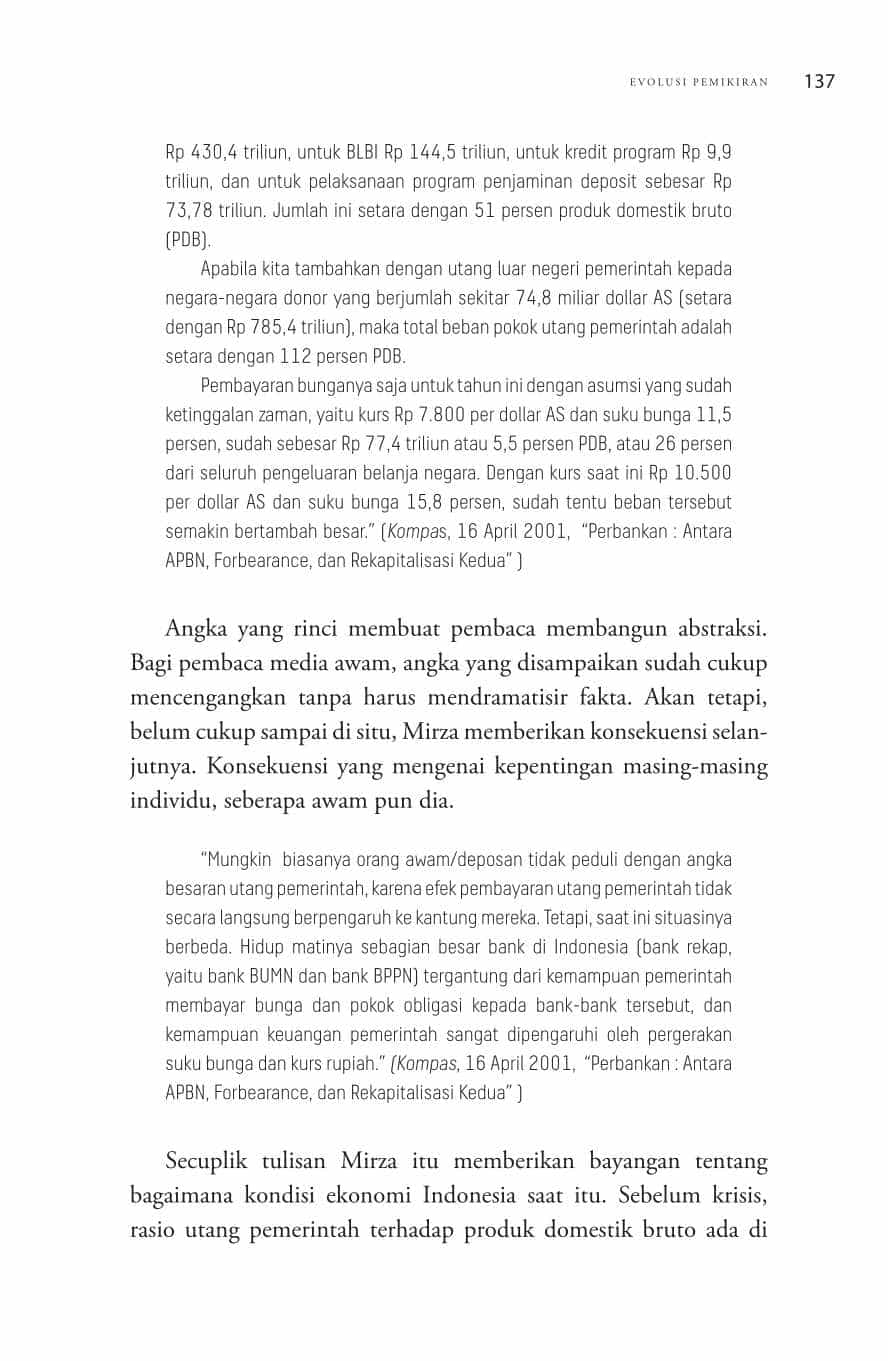 EVOLUSI PEMIKIRAN 137
Rp 430,4 triliun, untuk BLBI Rp 144,5 triliun, untuk kredit program Rp 9,9
triliun, dan untuk pelaksanaan program penjaminan deposit sebesar Rp
73,78 triliun. Jumlah ini setara dengan 51 persen produk domestik bruto
(PDB).
Apabila kita tambahkan dengan utang luar negeri pemerintah kepada
negara-negara donor yang berjumlah sekitar 74,8 miliar dollar AS (setara
dengan Rp 785,4 triliun), maka total beban pokok utang pemerintah adalah
setara dengan 112 persen PDB.
Pembayaran bunganya saja untuk tahun ini dengan asumsi yang sudah
ketinggalan zaman, yaitu kurs Rp 7.800 per dollar AS dan suku bunga 11,5
persen, sudah sebesar Rp 77,4 triliun atau 5,5 persen PDB, atau 26 persen
dari seluruh pengeluaran belanja negara. Dengan kurs saat ini Rp 10.500
per dollar AS dan suku bunga 15,8 persen, sudah tentu beban tersebut
semakin bertambah besar.” (Kompas, 16 April 2001, “Perbankan : Antara
APBN, Forbearance, dan Rekapitalisasi Kedua” )
Angka yang rinci membuat pembaca membangun abstraksi.
Bagi pembaca media awam, angka yang disampaikan sudah cukup
mencengangkan tanpa harus mendramatisir fakta. Akan tetapi,
belum cukup sampai di situ, Mirza memberikan konsekuensi selan-
jutnya. Konsekuensi yang mengenai kepentingan masing-masing
individu, seberapa awam pun dia.
“Mungkin biasanya orang awam/deposan tidak peduli dengan angka
besaran utang pemerintah, karena efek pembayaran utang pemerintah tidak
secara langsung berpengaruh ke kantung mereka. Tetapi, saat ini situasinya
berbeda. Hidup matinya sebagian besar bank di Indonesia (bank rekap,
yaitu bank BUMN dan bank BPPN) tergantung dari kemampuan pemerintah
membayar bunga dan pokok obligasi kepada bank-bank tersebut, dan
kemampuan keuangan pemerintah sangat dipengaruhi oleh pergerakan
suku bunga dan kurs rupiah.” (Kompas, 16 April 2001, “Perbankan : Antara
APBN, Forbearance, dan Rekapitalisasi Kedua” )
Secuplik tulisan Mirza itu memberikan bayangan tentang
bagaimana kondisi ekonomi Indonesia saat itu. Sebelum krisis,
rasio utang pemerintah terhadap produk domestik bruto ada di